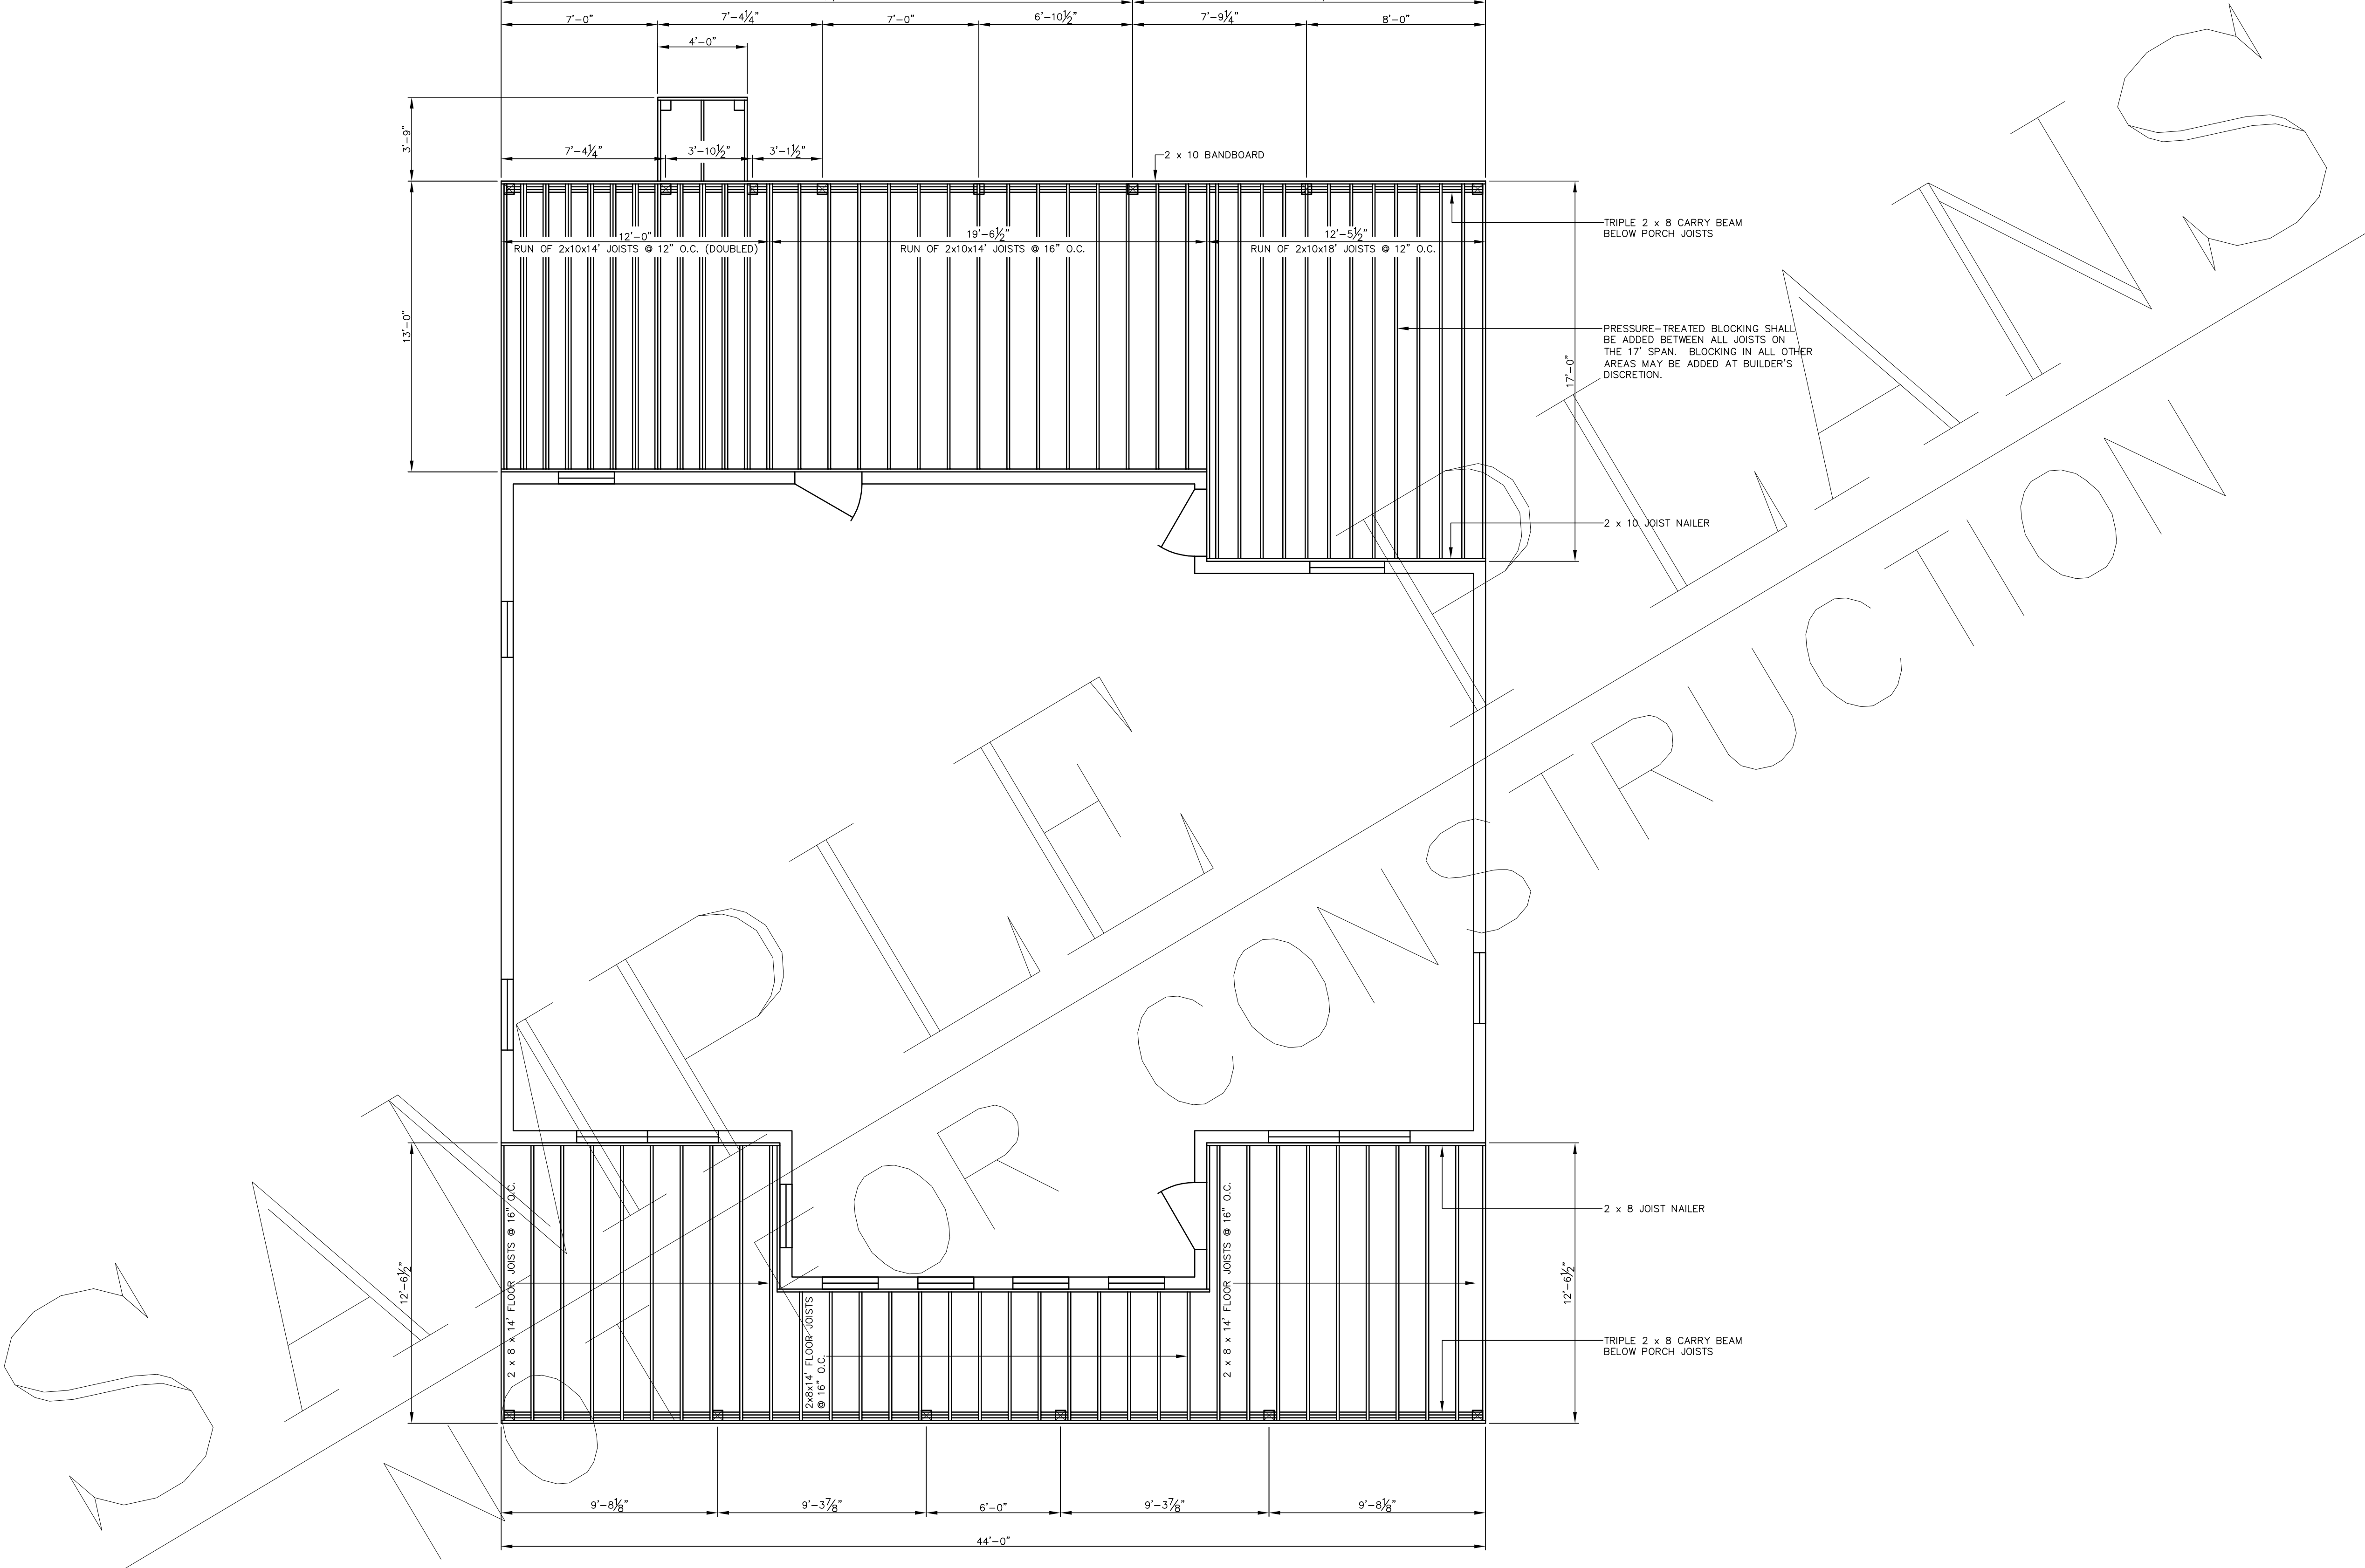 7'-0"
7'-4¼"
7'-0"
6'-10½"
7'-9¼"
8'-0"
4'-0"
3'-9"
7'-4¼"
3'-10½"
3'-1½"
2 x 10 BANDBOARD
TRIPLE 2 x 8 CARRY BEAM
BELOW PORCH JOISTS
12'-0"
RUN OF 2x10x14' JOISTS @ 12" O.C. (DOUBLED)
19'-6½"
RUN OF 2x10x14' JOISTS @ 16" O.C.
12'-5½"
RUN OF 2x10x18' JOISTS @ 12" O.C.
13'-0"
17'-0"
PRESSURE-TREATED BLOCKING SHALL
BE ADDED BETWEEN ALL JOISTS ON
THE 17' SPAN. BLOCKING IN ALL OTHER
AREAS MAY BE ADDED AT BUILDER'S
DISCRETION.
2 x 10 JOIST NAILER
SAMPLE PLANS
NO
FOR CONSTRUCTION
12'-6½"
2 x 8 x 14' FLOOR JOISTS @ 16" O.C.
2x8x14' FLOOR JOISTS
@ 16" O.C.
2 x 8 x 14' FLOOR JOISTS @ 16" O.C.
12'-6½"
2 x 8 JOIST NAILER
TRIPLE 2 x 8 CARRY BEAM
BELOW PORCH JOISTS
9'-8⅛"
9'-3⅞"
6'-0"
9'-3⅞"
9'-8⅛"
44'-0"